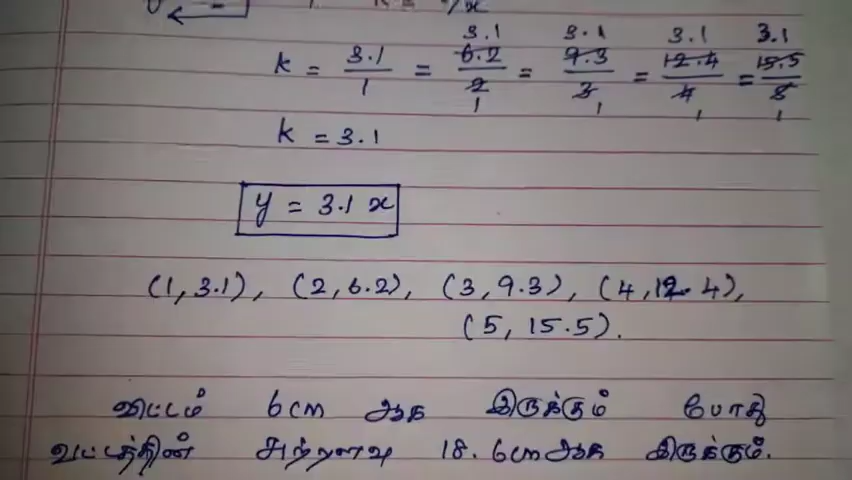 k = 3.1/1 = 6.2/2 = 9.3/3 = 12.4/4 = 15.5/5
k = 3.1
y = 3.1 x
(1, 3.1), (2, 6.2), (3, 9.3), (4, 12.4),
(5, 15.5).
விட்டம் 6cm ஆக இருக்கும் போது
வட்டத்தின் சுற்றளவு 18.6cm ஆக இருக்கும்.